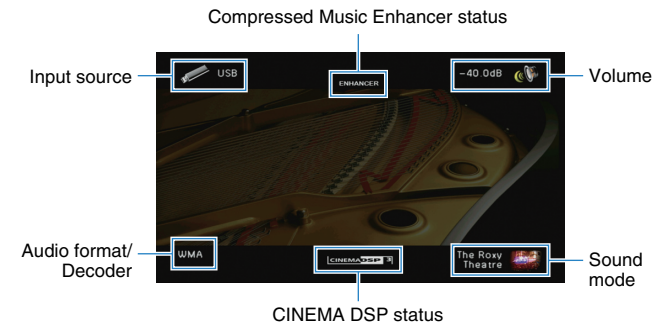 Compressed Music Enhancer status
Input source
USB
ENHANCER
-40.0dB
Volume
Audio format/
Decoder
WMA
CINEMA DSP 3
The Roxy
Theatre
Sound
mode
CINEMA DSP status